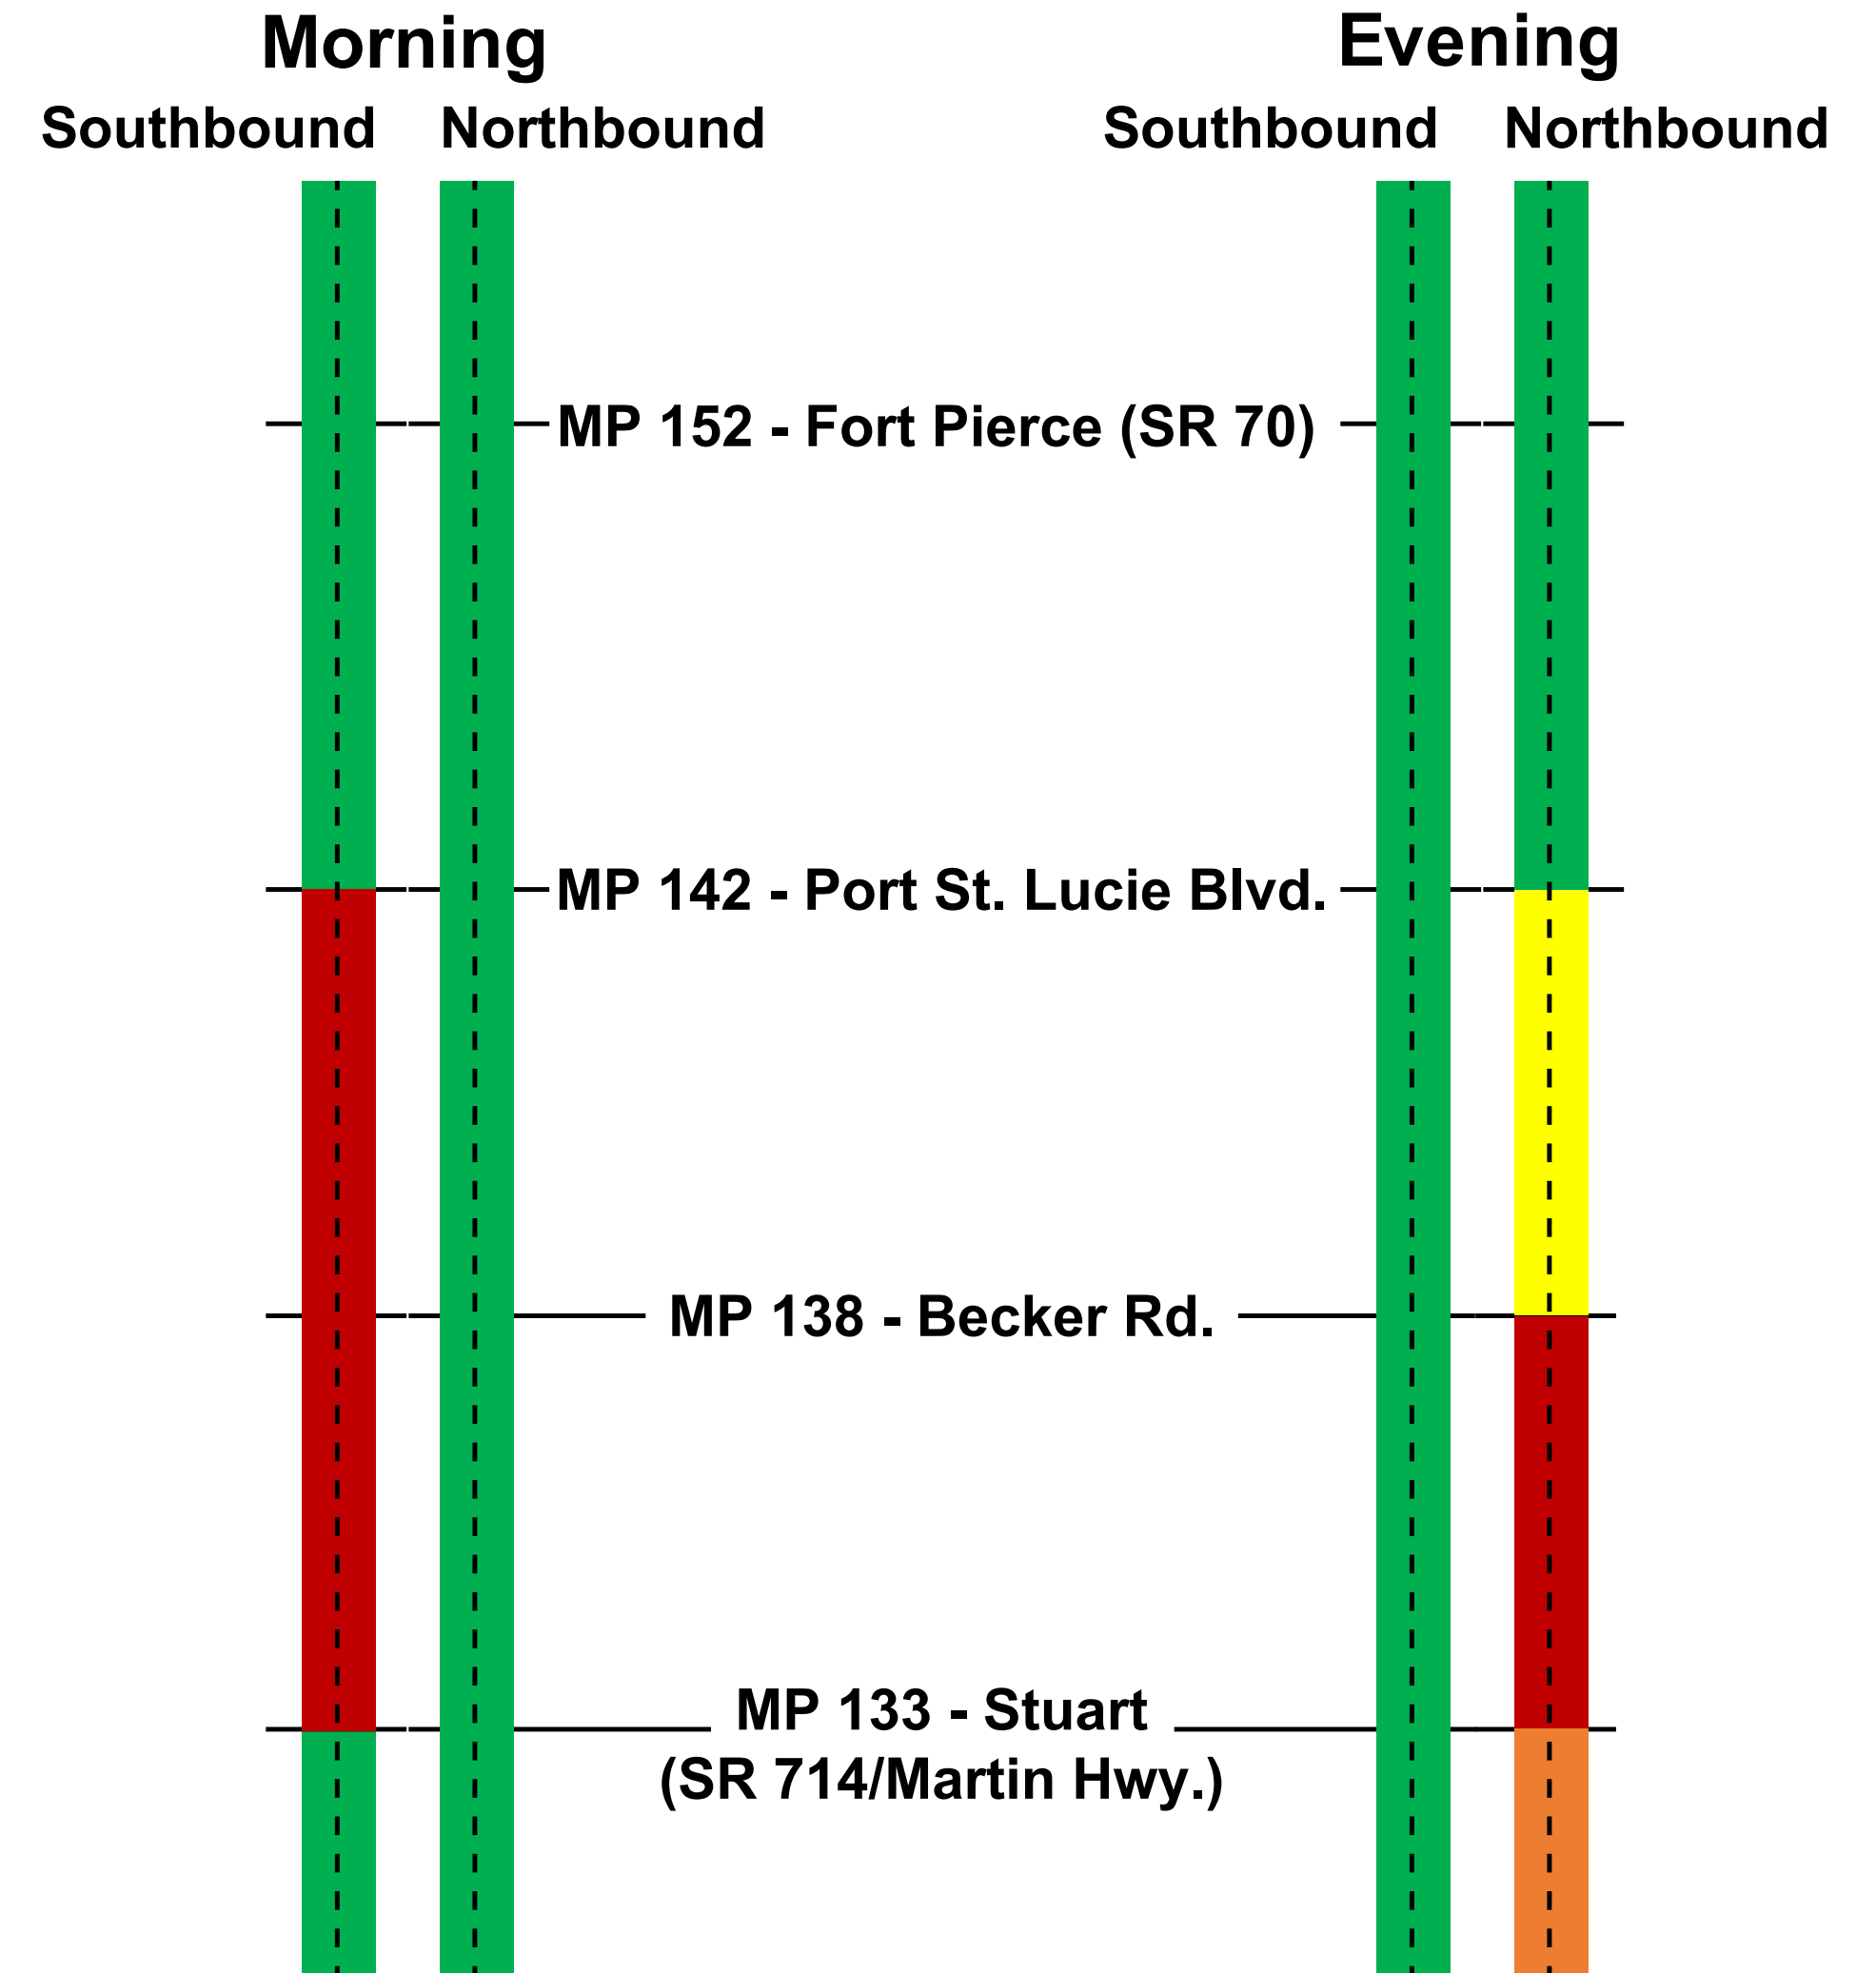 Morning
Evening
Southbound
Northbound
Southbound
Northbound
MP 152 - Fort Pierce (SR 70)
MP 142 - Port St. Lucie Blvd.
MP 138 - Becker Rd.
MP 133 - Stuart
(SR 714/Martin Hwy.)